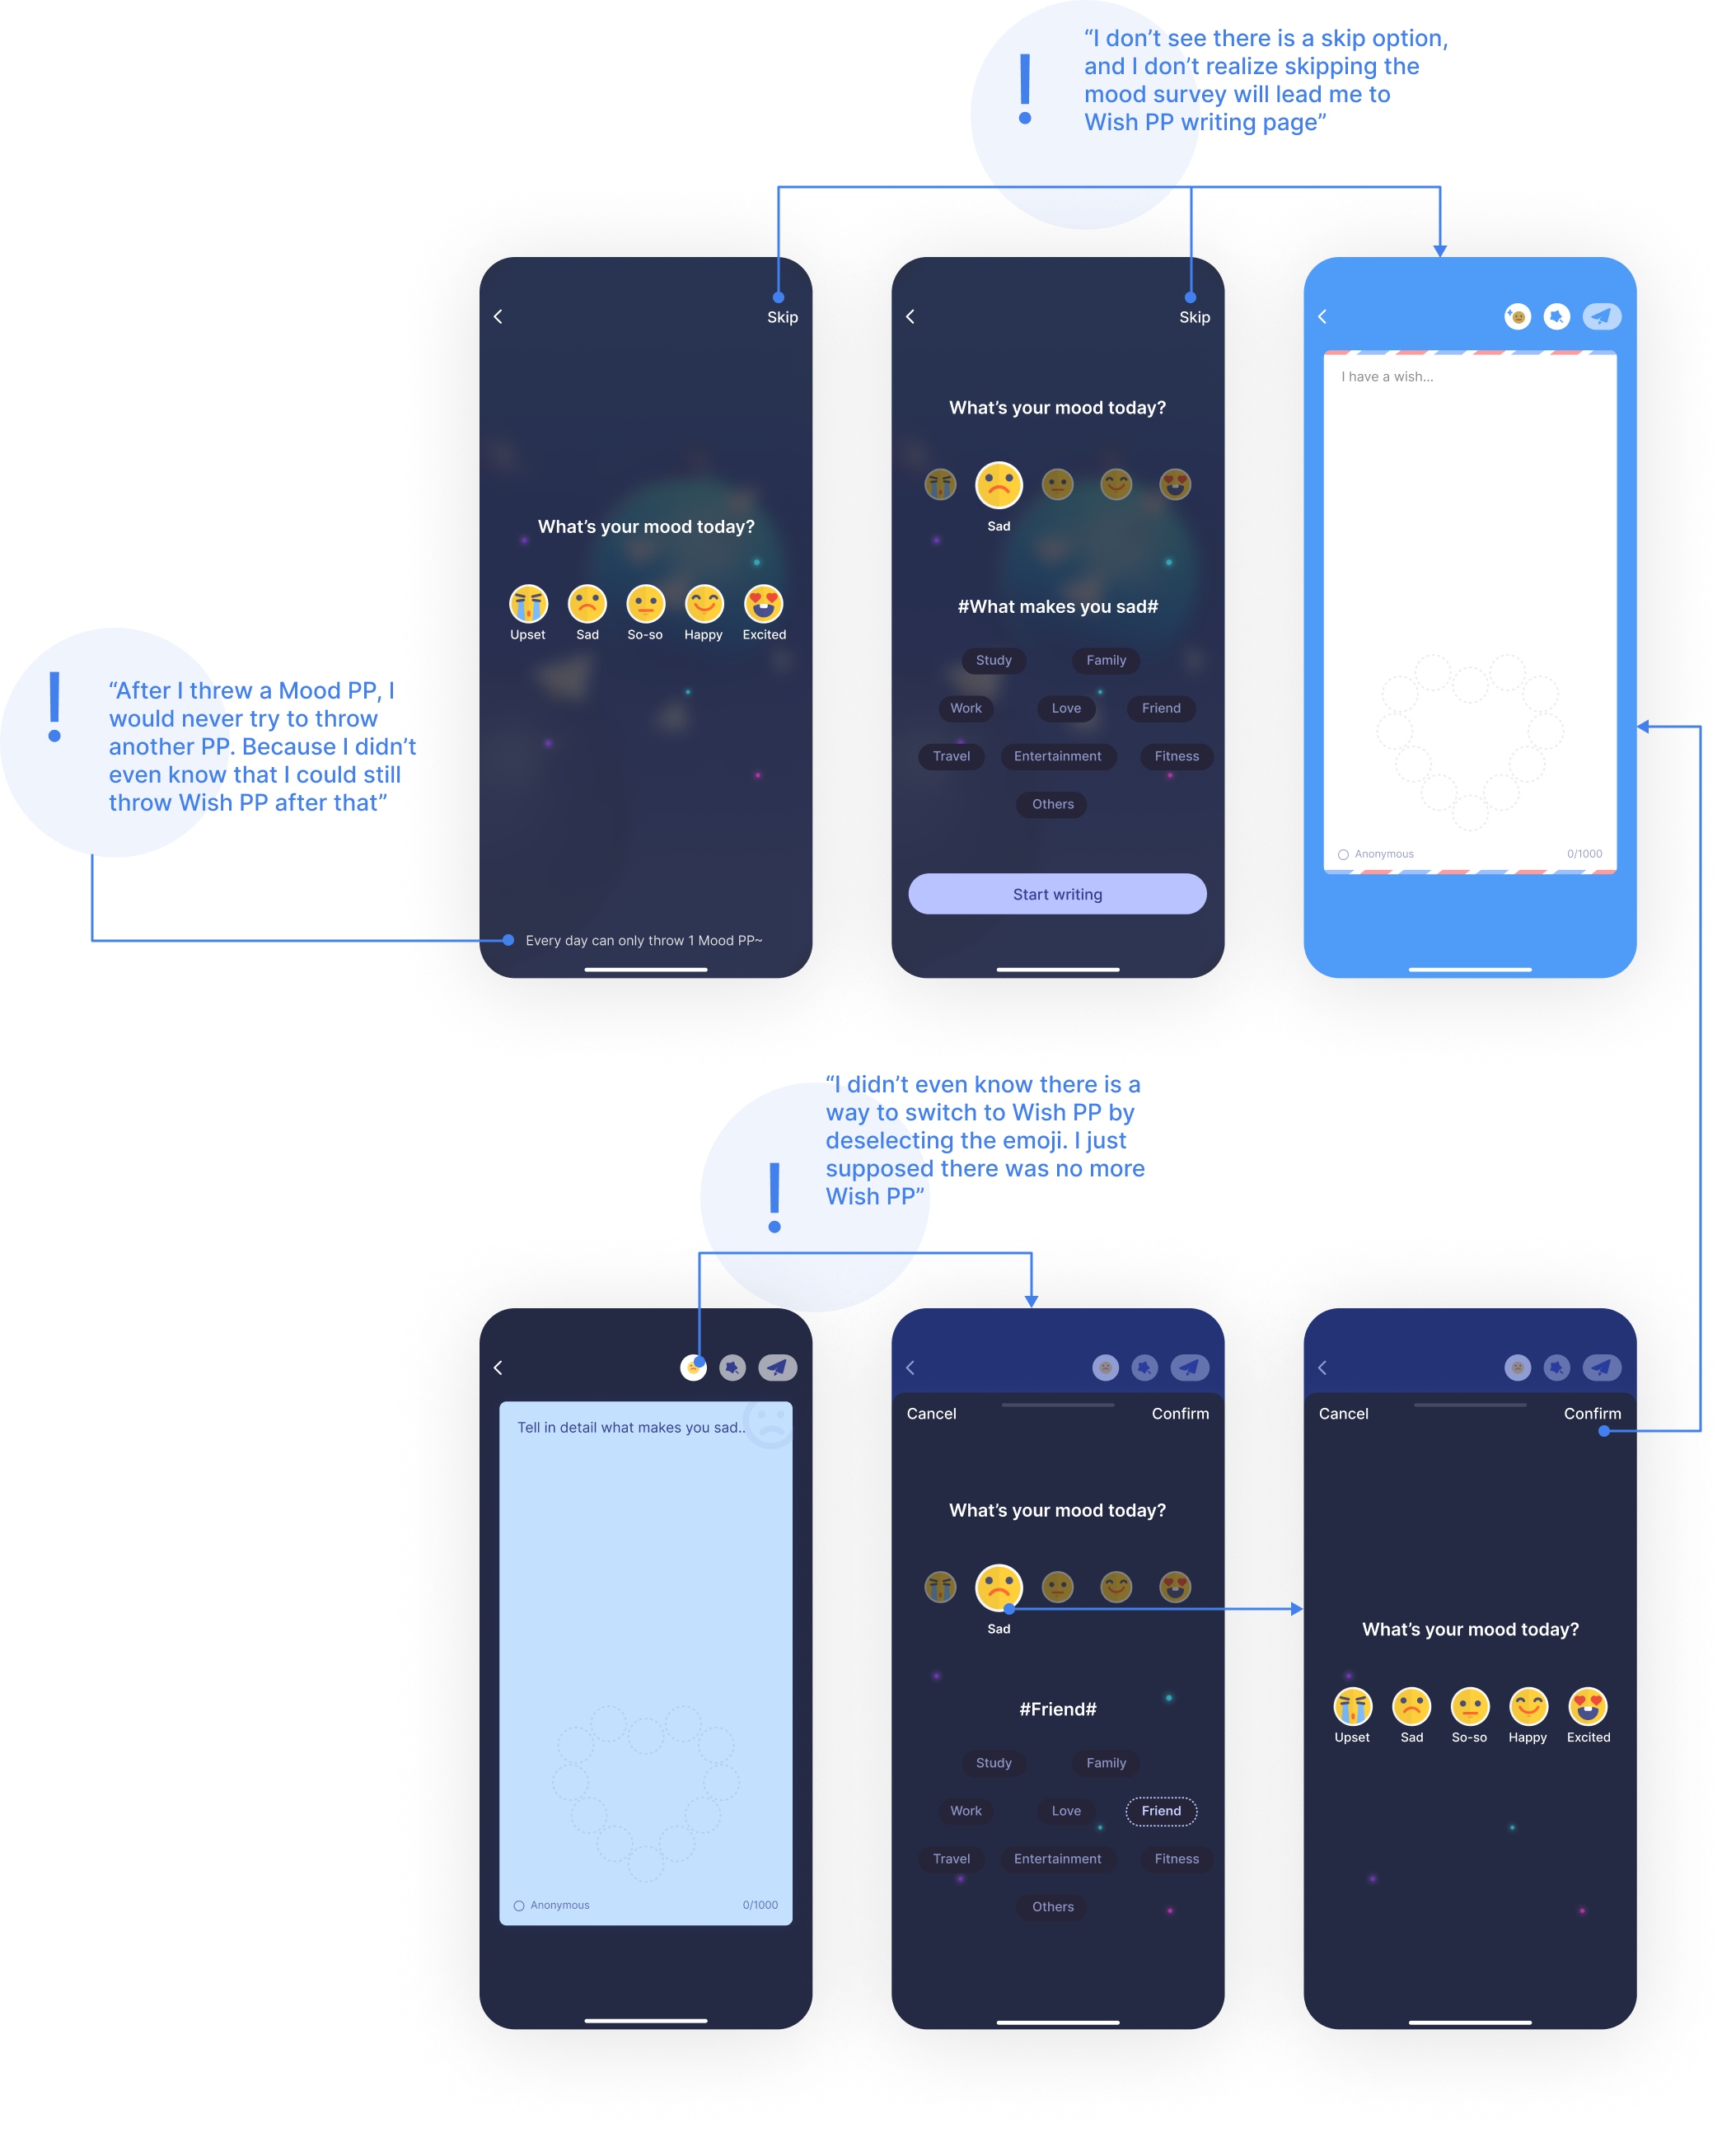 “I don’t see there is a skip option,
and I don’t realize skipping the
mood survey will lead me to
Wish PP writing page”
Skip
What’s your mood today?
Upset
Sad
So-so
Happy
Excited
Every day can only throw 1 Mood PP~
“After I threw a Mood PP, I
would never try to throw
another PP. Because I didn’t
even know that I could still
throw Wish PP after that”
Skip
What’s your mood today?
Sad
#What makes you sad#
Study
Family
Work
Love
Friend
Travel
Entertainment
Fitness
Others
Start writing
I have a wish...
Anonymous
0/1000
“I didn’t even know there is a
way to switch to Wish PP by
deselecting the emoji. I just
supposed there was no more
Wish PP”
Tell in detail what makes you sad..
Anonymous
0/1000
Cancel
Confirm
What’s your mood today?
Sad
#Friend#
Study
Family
Work
Love
Friend
Travel
Entertainment
Fitness
Others
Cancel
Confirm
What’s your mood today?
Upset
Sad
So-so
Happy
Excited